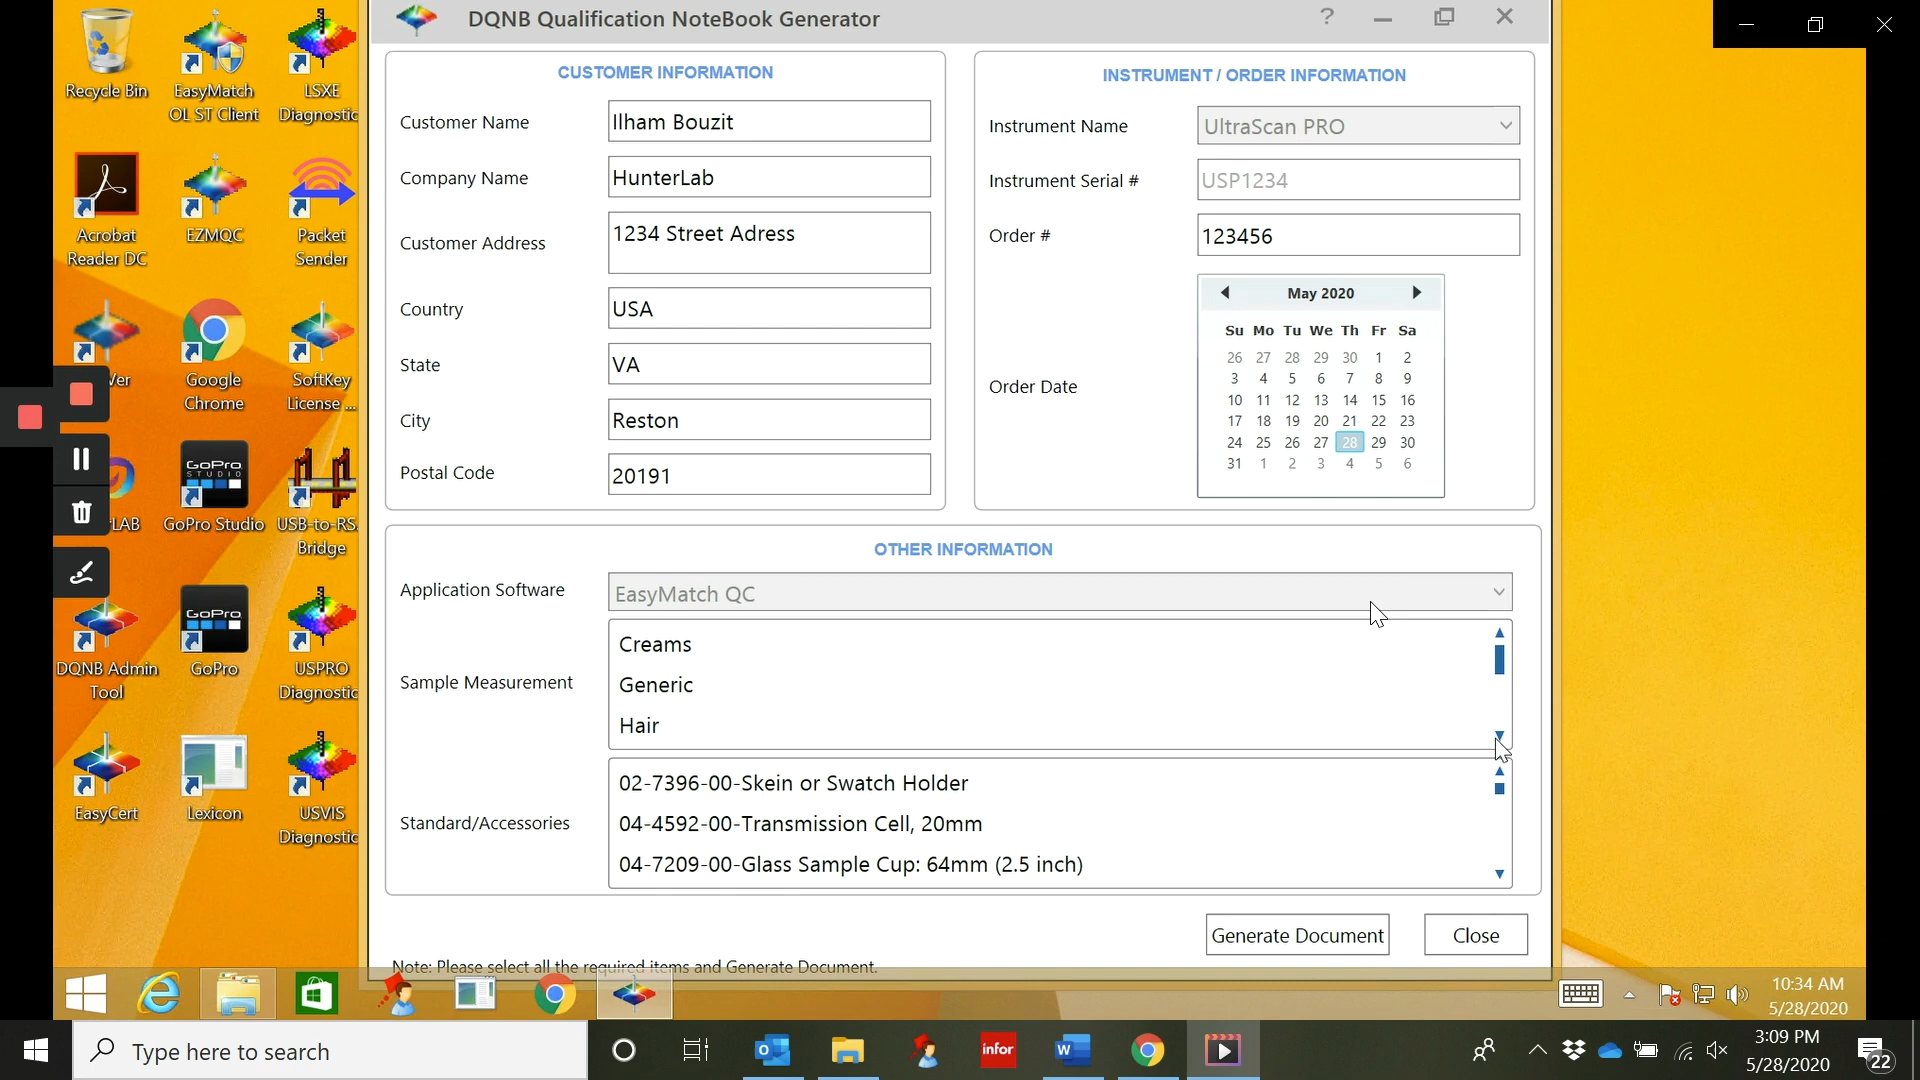 DQNB Qualification NoteBook Generator
?
Recycle Bin
EasyMatch
OL ST Client
LSXE
Diagnostic
Acrobat
Reader DC
EZMQC
Packet
Sender
Google
Chrome
SoftKey
License ...
GoPro
STUDIO
GoPro Studio
USB-to-RS.
Bridge
DQNB Admin
Tool
GoPro
GoPro
USPRO
Diagnostic
EasyCert
Lexicon
USVIS
Diagnostic
CUSTOMER INFORMATION
Customer Name
Ilham Bouzit
Company Name
HunterLab
Customer Address
1234 Street Adress
Country
USA
State
VA
City
Reston
Postal Code
20191
INSTRUMENT / ORDER INFORMATION
Instrument Name
UltraScan PRO
Instrument Serial #
USP1234
Order #
123456
Order Date
May 2020
Su Mo Tu We Th Fr Sa
26 27 28 29 30 1 2
3 4 5 6 7 8 9
10 11 12 13 14 15 16
17 18 19 20 21 22 23
24 25 26 27 28 29 30
31 1 2 3 4 5 6
OTHER INFORMATION
Application Software
EasyMatch QC
Sample Measurement
Creams
Generic
Hair
Standard/Accessories
02-7396-00-Skein or Swatch Holder
04-4592-00-Transmission Cell, 20mm
04-7209-00-Glass Sample Cup: 64mm (2.5 inch)
Generate Document
Close
Note: Please select all the required items and Generate Document.
10:34 AM
5/28/2020
Type here to search
infor
3:09 PM
5/28/2020
22